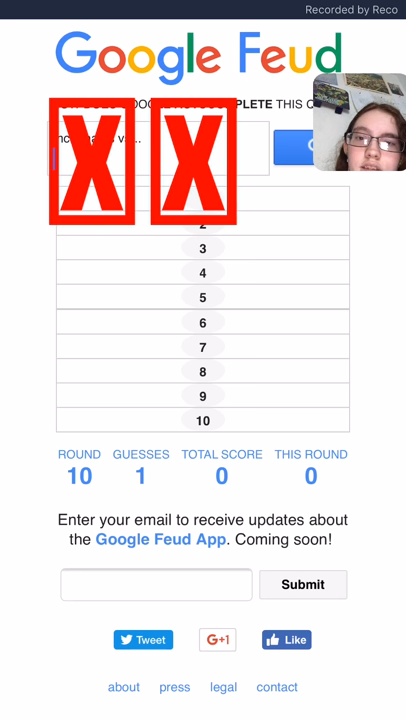 Recorded by Reco
Google Feud
COMPLETE THIS
X X
2
3
4
5
6
7
8
9
10
ROUND GUESSES TOTAL SCORE THIS ROUND
10 1 0 0
Enter your email to receive updates about
the Google Feud App. Coming soon!
Submit
Tweet G+1 Like
about press legal contact